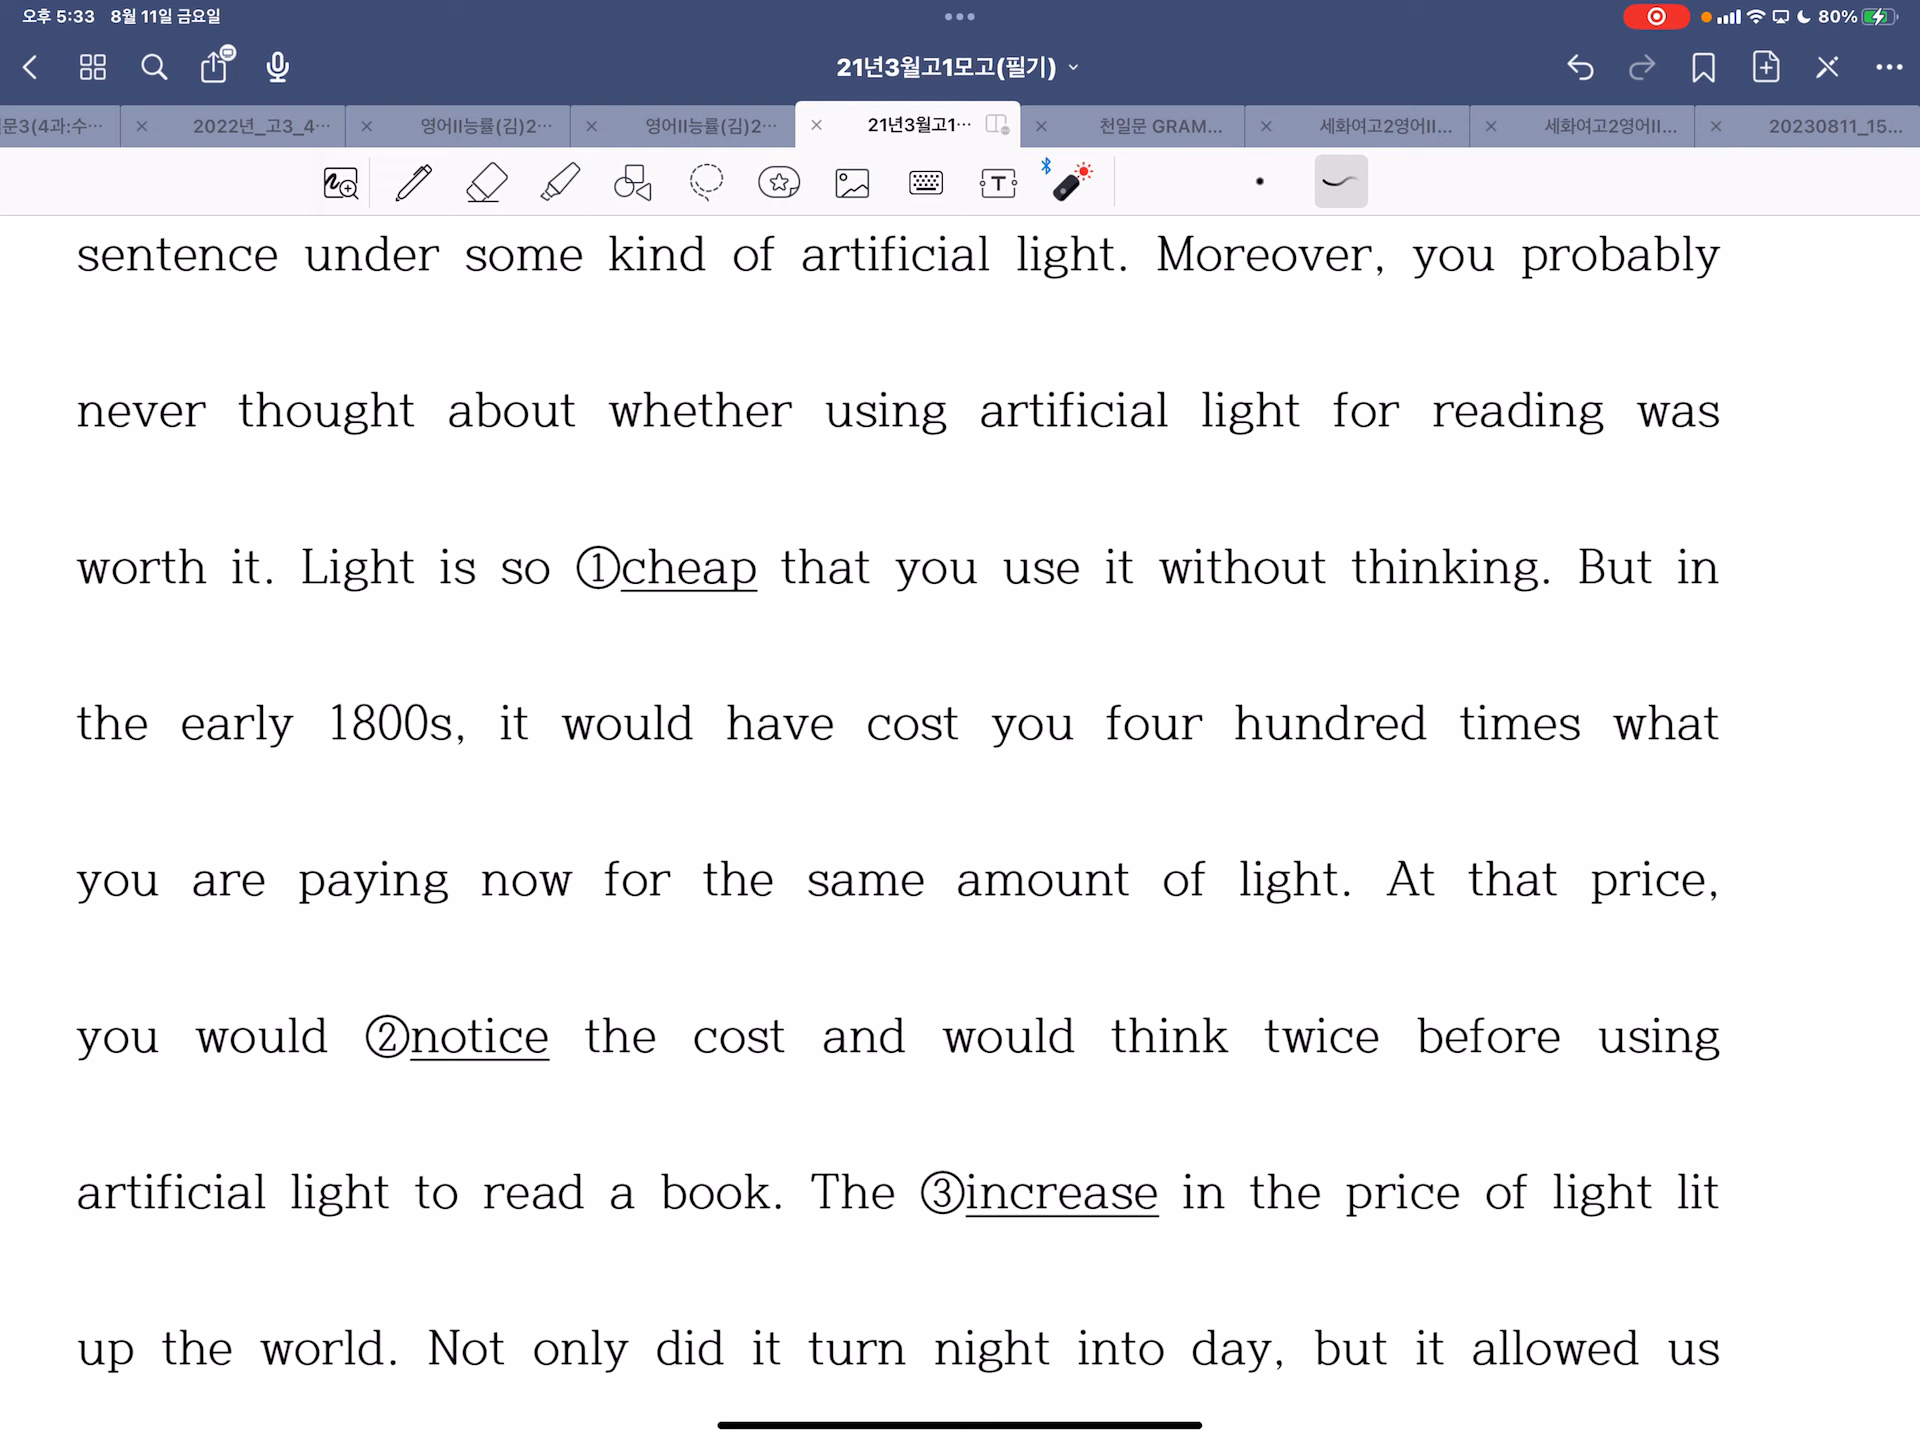 오후 5:33 8월 11일 금요일
80%
21년3월고1모고(필기)
문3(4과:수···
2022년_고3_4···
영어II능률(김)2···
영어II능률(김)2···
21년3월고1···
천일문 GRAM...
세화여고2영어II...
세화여고2영어II...
20230811_15...
sentence under some kind of artificial light. Moreover, you probably
never thought about whether using artificial light for reading was
worth it. Light is so ①cheap that you use it without thinking. But in
the early 1800s, it would have cost you four hundred times what
you are paying now for the same amount of light. At that price,
you would ②notice the cost and would think twice before using
artificial light to read a book. The ③increase in the price of light lit
up the world. Not only did it turn night into day, but it allowed us